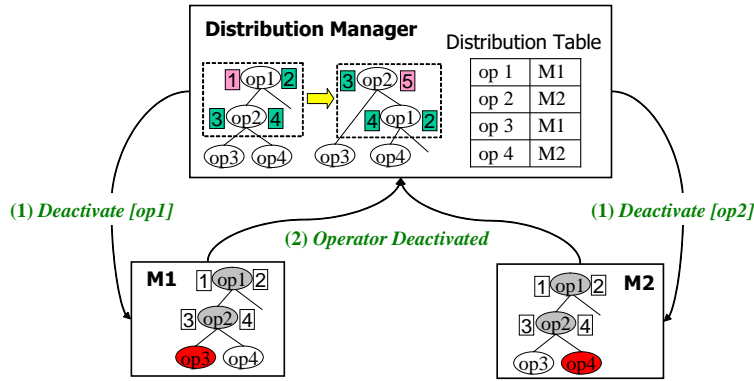 Distribution Manager
Distribution Table
1 op1 2
3 op2 5
3 op2 4
4 op1 2
op3 op4
op3 op4
op 1 M1
op 2 M2
op 3 M1
op 4 M2
(1) Deactivate [op1]
(1) Deactivate [op2]
(2) Operator Deactivated
M1
1 op1 2
3 op2 4
op3 op4
M2
1 op1 2
3 op2 4
op3 op4